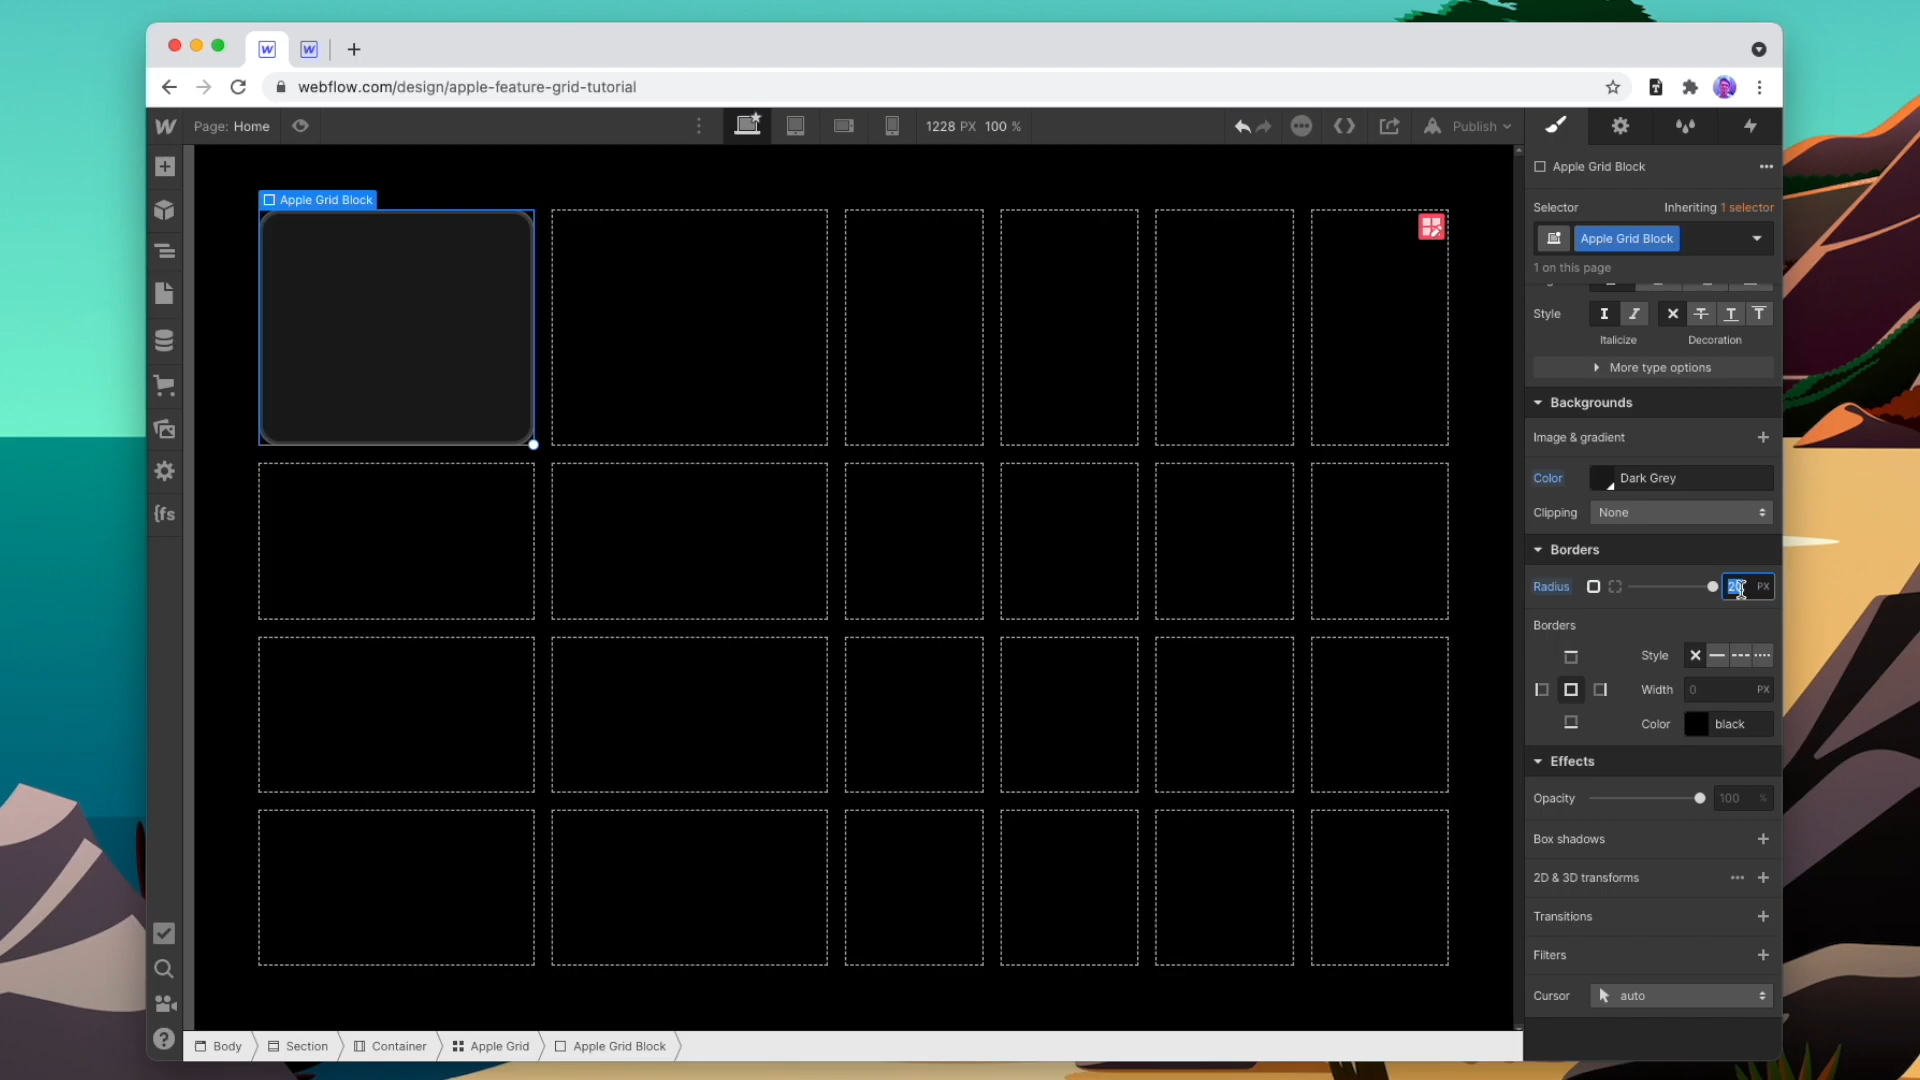 webflow.com/design/apple-feature-grid-tutorial
Page: Home
1228 PX 100 %
Publish
Apple Grid Block
Apple Grid Block
Selector
Inheriting 1 selector
Apple Grid Block
1 on this page
Style
Italicize
Decoration
More type options
Backgrounds
Image & gradient
Color
Dark Grey
Clipping
None
Borders
Radius
PX
Borders
Style
Width
0
PX
Color
black
Effects
Opacity
100 %
Box shadows
2D & 3D transforms
Transitions
Filters
Cursor
auto
{fs
Body
Section
Container
Apple Grid
Apple Grid Block